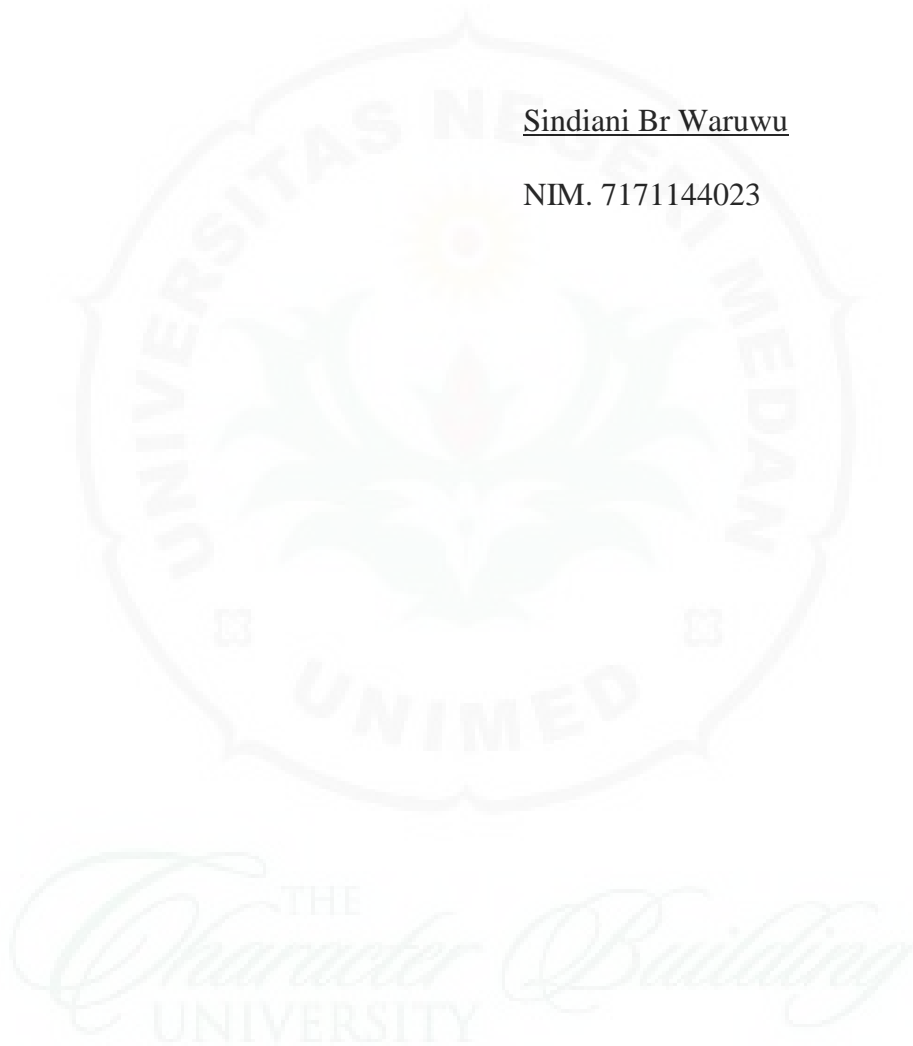 Sindiani Br Waruwu
NIM. 7171144023
UNIVERSITAS NEGERI MEDAN
UNIMED
THE
Character Building
UNIVERSITY